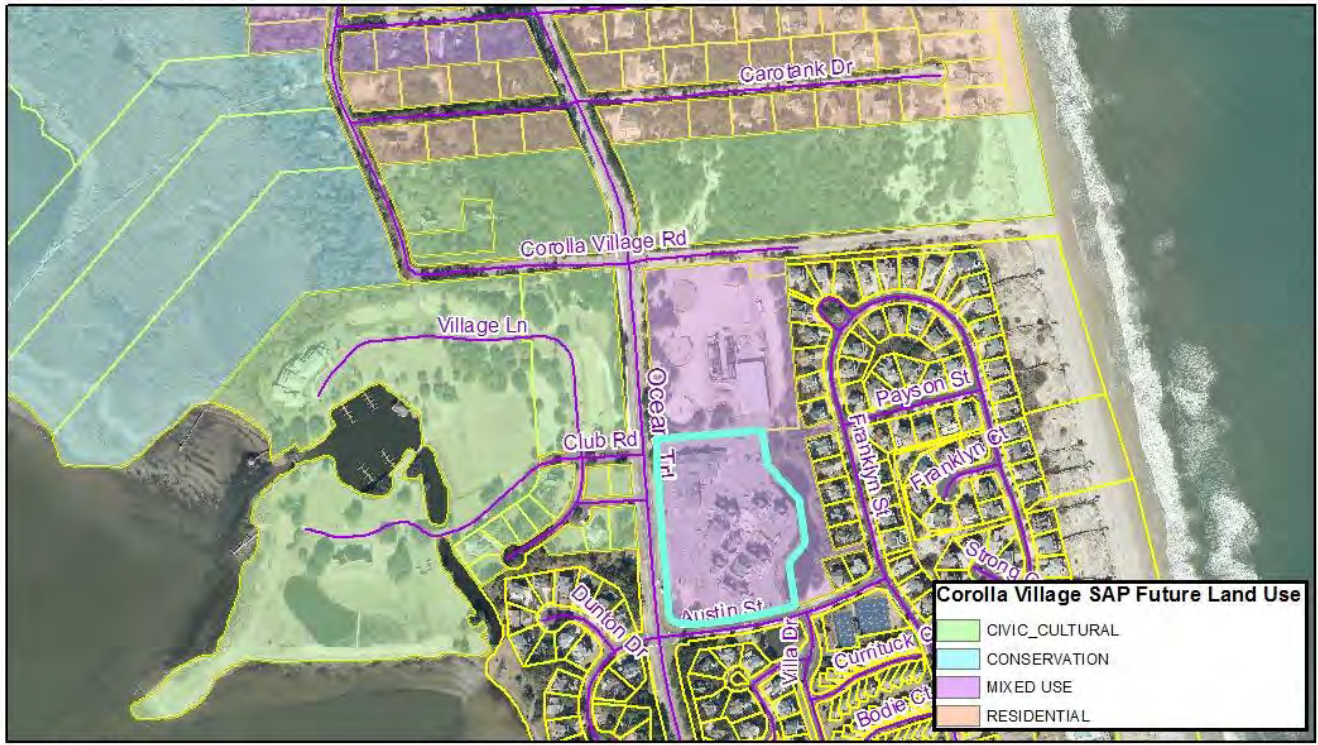 Carotank Dr
Corolla Village Rd
Village Ln
Ocean Trl
Payson St
Club Rd
Franklyn St
Franklyn Ct
Strong C
Austin St
Dunton Dr
Villa Dr
Currituck C
Bodie Ct
Corolla Village SAP Future Land Use
CIVIC_CULTURAL
CONSERVATION
MIXED USE
RESIDENTIAL